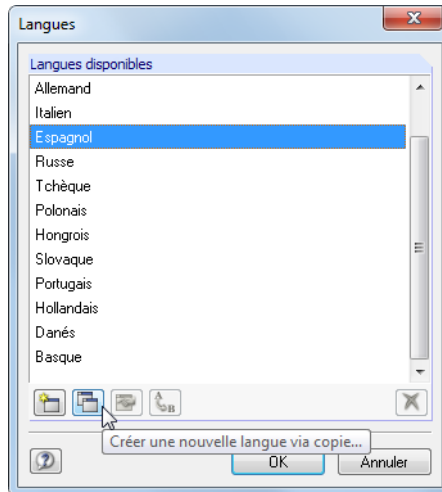 Langues
Langues disponibles
Allemand
Italien
Espagnol
Russe
Tchèque
Polonais
Hongrois
Slovaque
Portugais
Hollandais
Danés
Basque
Créer une nouvelle langue via copie...
OK
Annuler